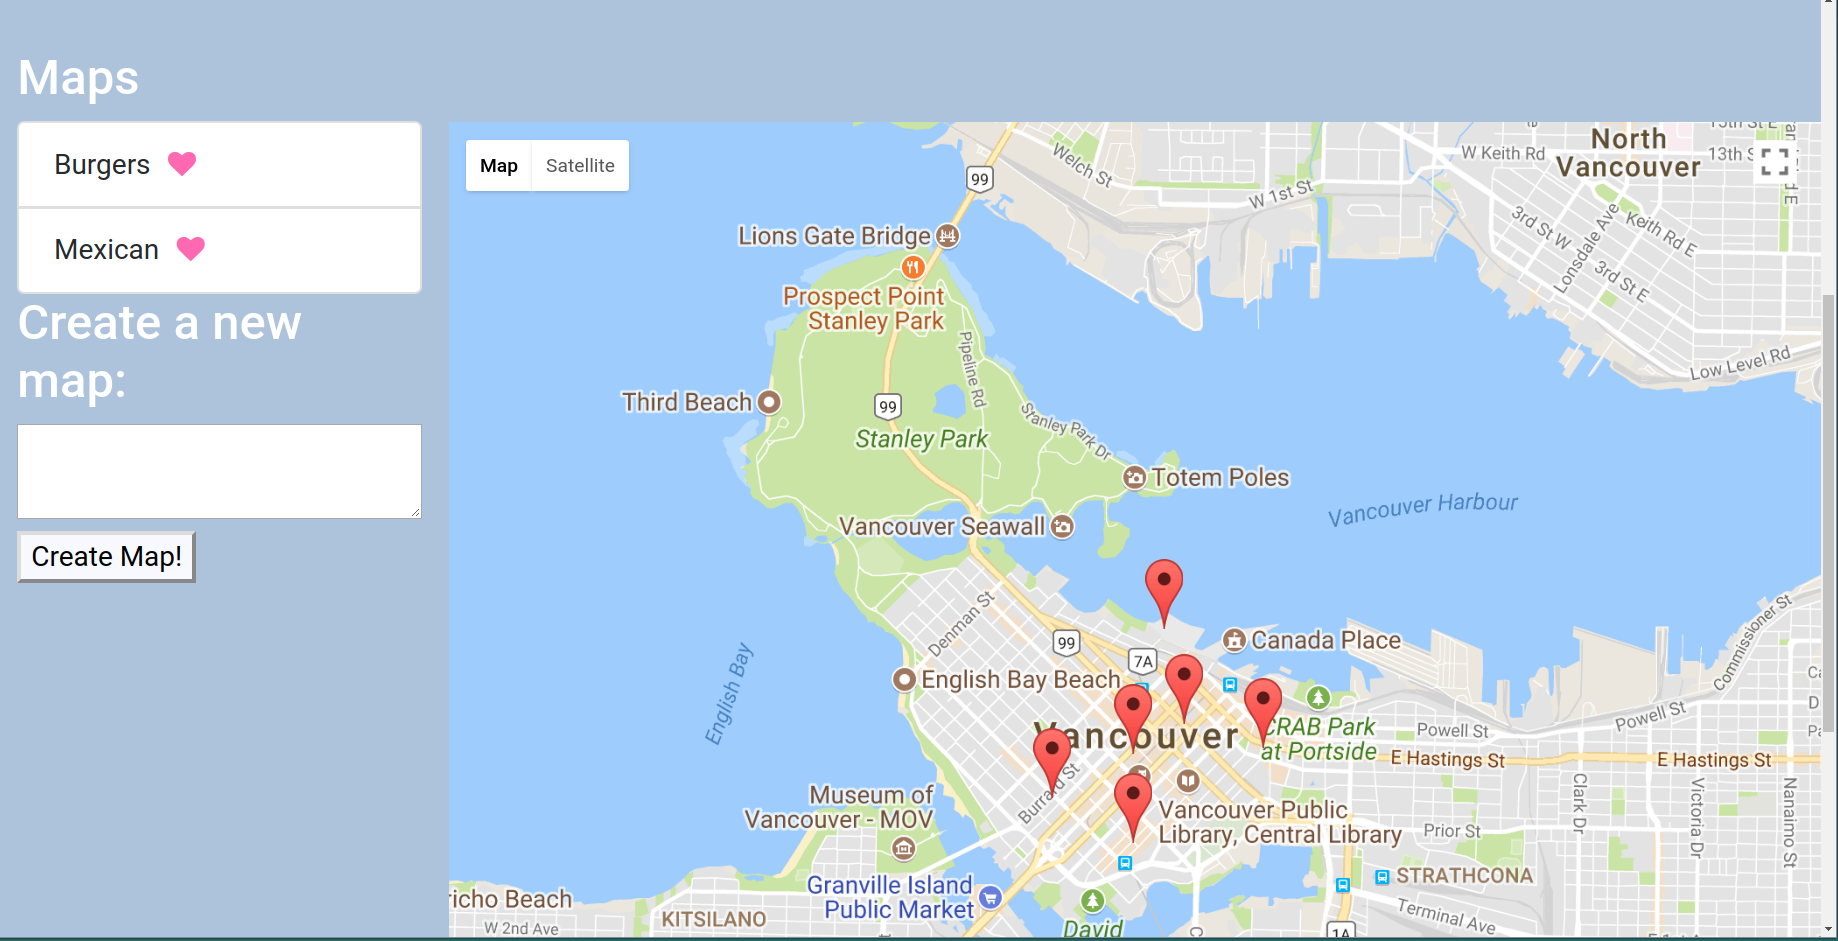 Maps
Burgers
Mexican
Create a new
map:
Create Map!
Map
Satellite
99
Welch St
W 1st St
W Keith Rd
North
Vancouver
13th S
3rd St W
Lonsdale Ave
Keith Rd E
3rd St E
Low Level Rd
Lions Gate Bridge
Prospect Point
Stanley Park
Pipeline Rd
Third Beach
99
Stanley Park
Stanley Park Dr
Totem Poles
Vancouver Seawall
Vancouver Harbour
Denman St
99
7A
Canada Place
Commissioner St
English Bay Beach
English Bay
Vancouver
CRAB Park
at Portside
Powell St
Powell St
E Hastings St
E Hastings St
Burrard St
Museum of
Vancouver - MOV
Vancouver Public
Library, Central Library
Prior St
Clark Dr
Victoria Dr
Nanaimo St
Granville Island
Public Market
STRATHCONA
Terminal Ave
richo Beach
KITSILANO
W 2nd Ave
David
1A